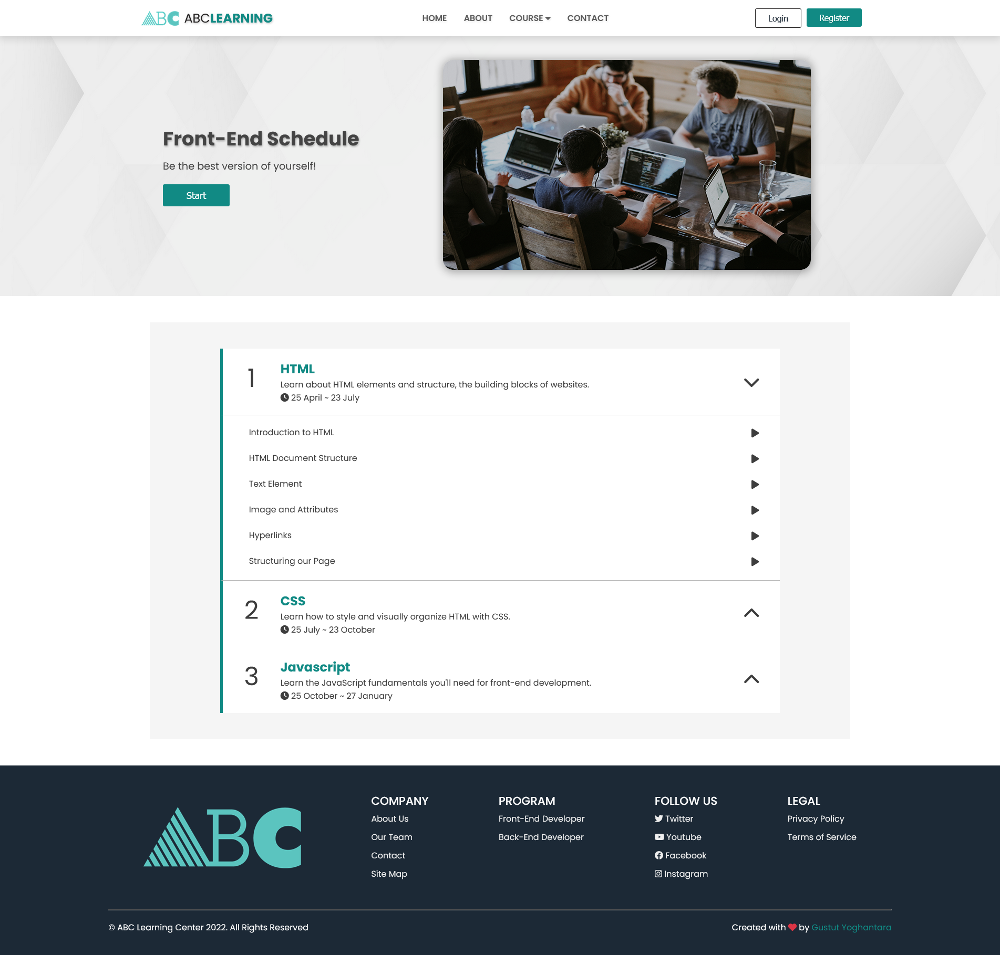 ABC ABCLEARNING
HOME ABOUT COURSE CONTACT
Login Register
Front-End Schedule
Be the best version of yourself!
Start
1
HTML
Learn about HTML elements and structure, the building blocks of websites.
25 April ~ 23 July
Introduction to HTML
HTML Document Structure
Text Element
Image and Attributes
Hyperlinks
Structuring our Page
2
CSS
Learn how to style and visually organize HTML with CSS.
25 July ~ 23 October
3
Javascript
Learn the JavaScript fundamentals you'll need for front-end development.
25 October ~ 27 January
ABC
COMPANY
About Us
Our Team
Contact
Site Map
PROGRAM
Front-End Developer
Back-End Developer
FOLLOW US
Twitter
Youtube
Facebook
Instagram
LEGAL
Privacy Policy
Terms of Service
© ABC Learning Center 2022. All Rights Reserved
Created with by Gustut Yoghantara